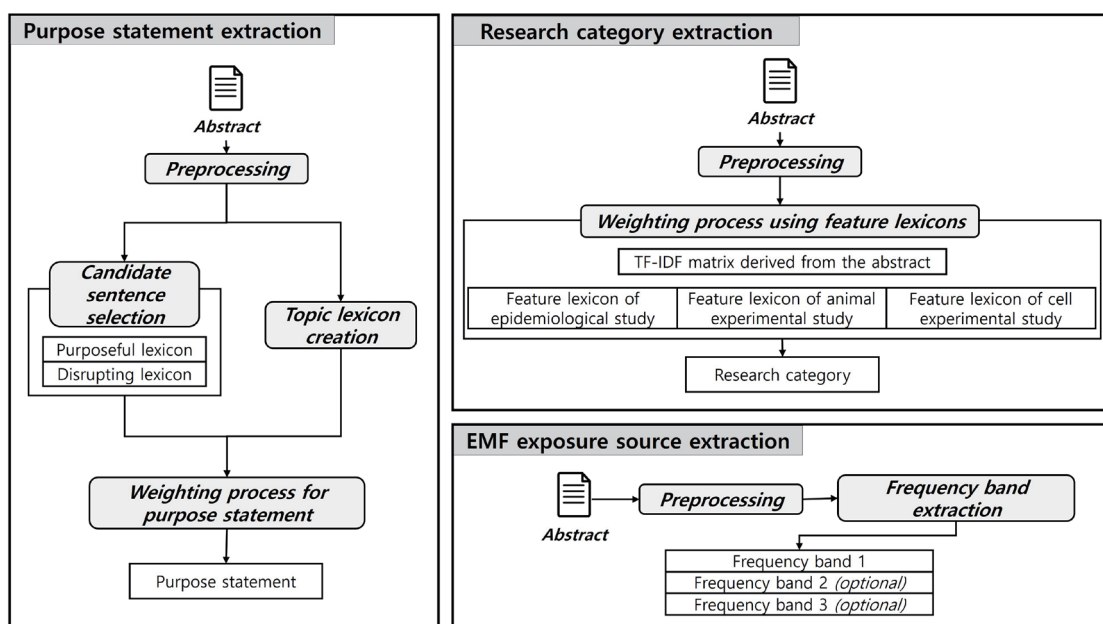 Purpose statement extraction
Abstract
Preprocessing
Candidate
sentence
selection
Purposeful lexicon
Disrupting lexicon
Topic lexicon
creation
Weighting process for
purpose statement
Purpose statement
Research category extraction
Abstract
Preprocessing
Weighting process using feature lexicons
TF-IDF matrix derived from the abstract
Feature lexicon of
epidemiological study
Feature lexicon of animal
experimental study
Feature lexicon of cell
experimental study
Research category
EMF exposure source extraction
Abstract
Preprocessing
Frequency band
extraction
Frequency band 1
Frequency band 2 (optional)
Frequency band 3 (optional)